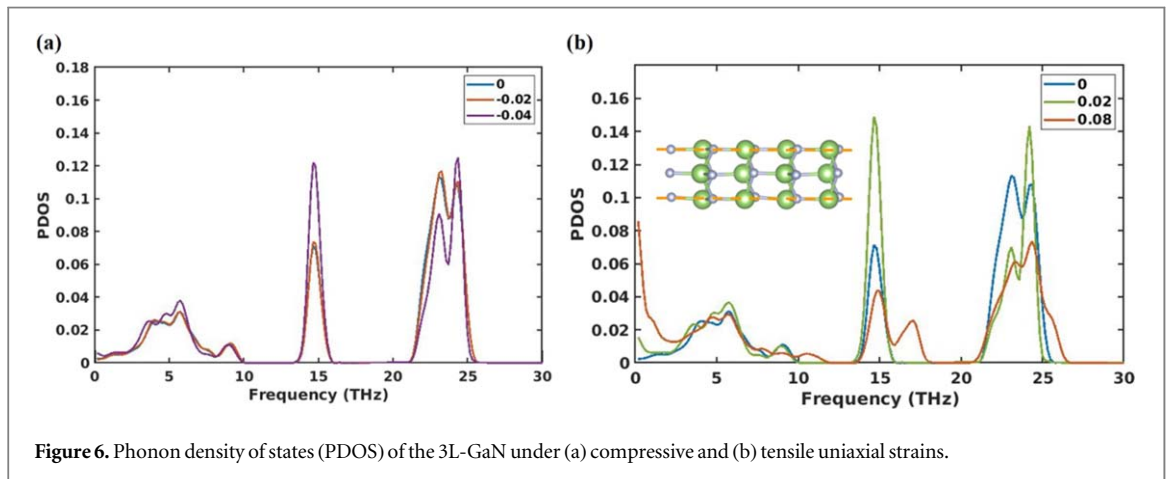 (a)
0.18
0.16
0.14
0.12
0.1
0.08
0.06
0.04
0.02
0
PDOS
0
-0.02
-0.04
0 5 10 15 20 25 30
Frequency (THz)
(b)
0.16
0.14
0.12
0.1
0.08
0.06
0.04
0.02
0
PDOS
0
0.02
0.08
0 5 10 15 20 25 30
Frequency (THz)
Figure 6. Phonon density of states (PDOS) of the 3L-GaN under (a) compressive and (b) tensile uniaxial strains.